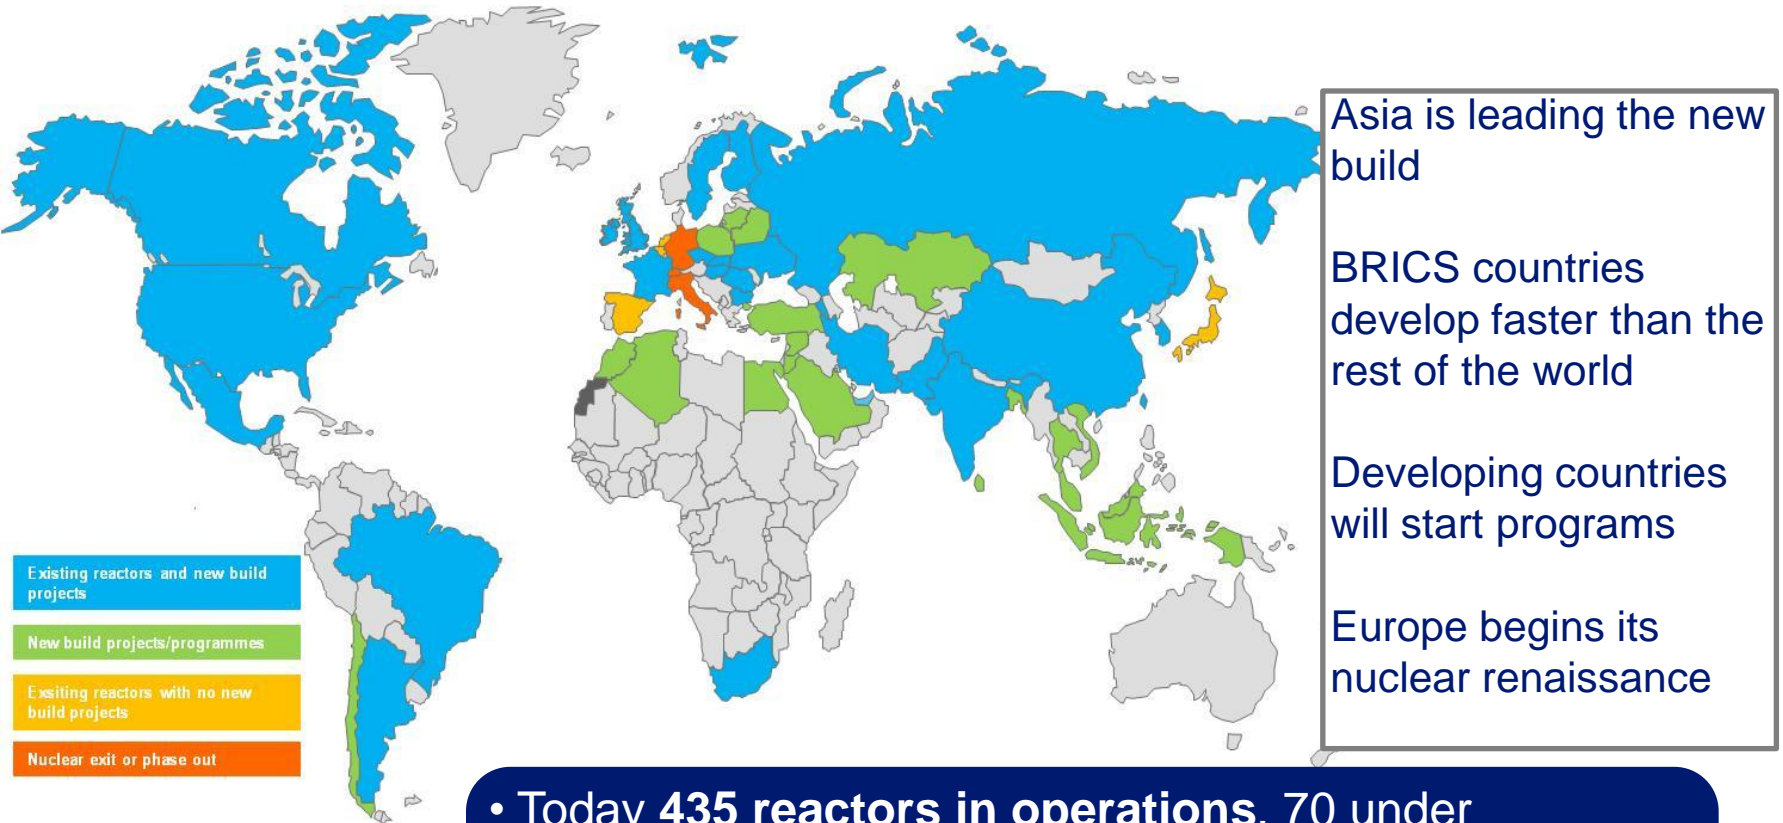 Asia is leading the new
build
BRICS countries
develop faster than the
rest of the world
Developing countries
will start programs
Europe begins its
nuclear renaissance
Existing reactors and new build
projects
New build projects/programmes
Exsiting reactors with no new
build projects
Nuclear exit or phase out
• Today 435 reactors in operations, 70 under